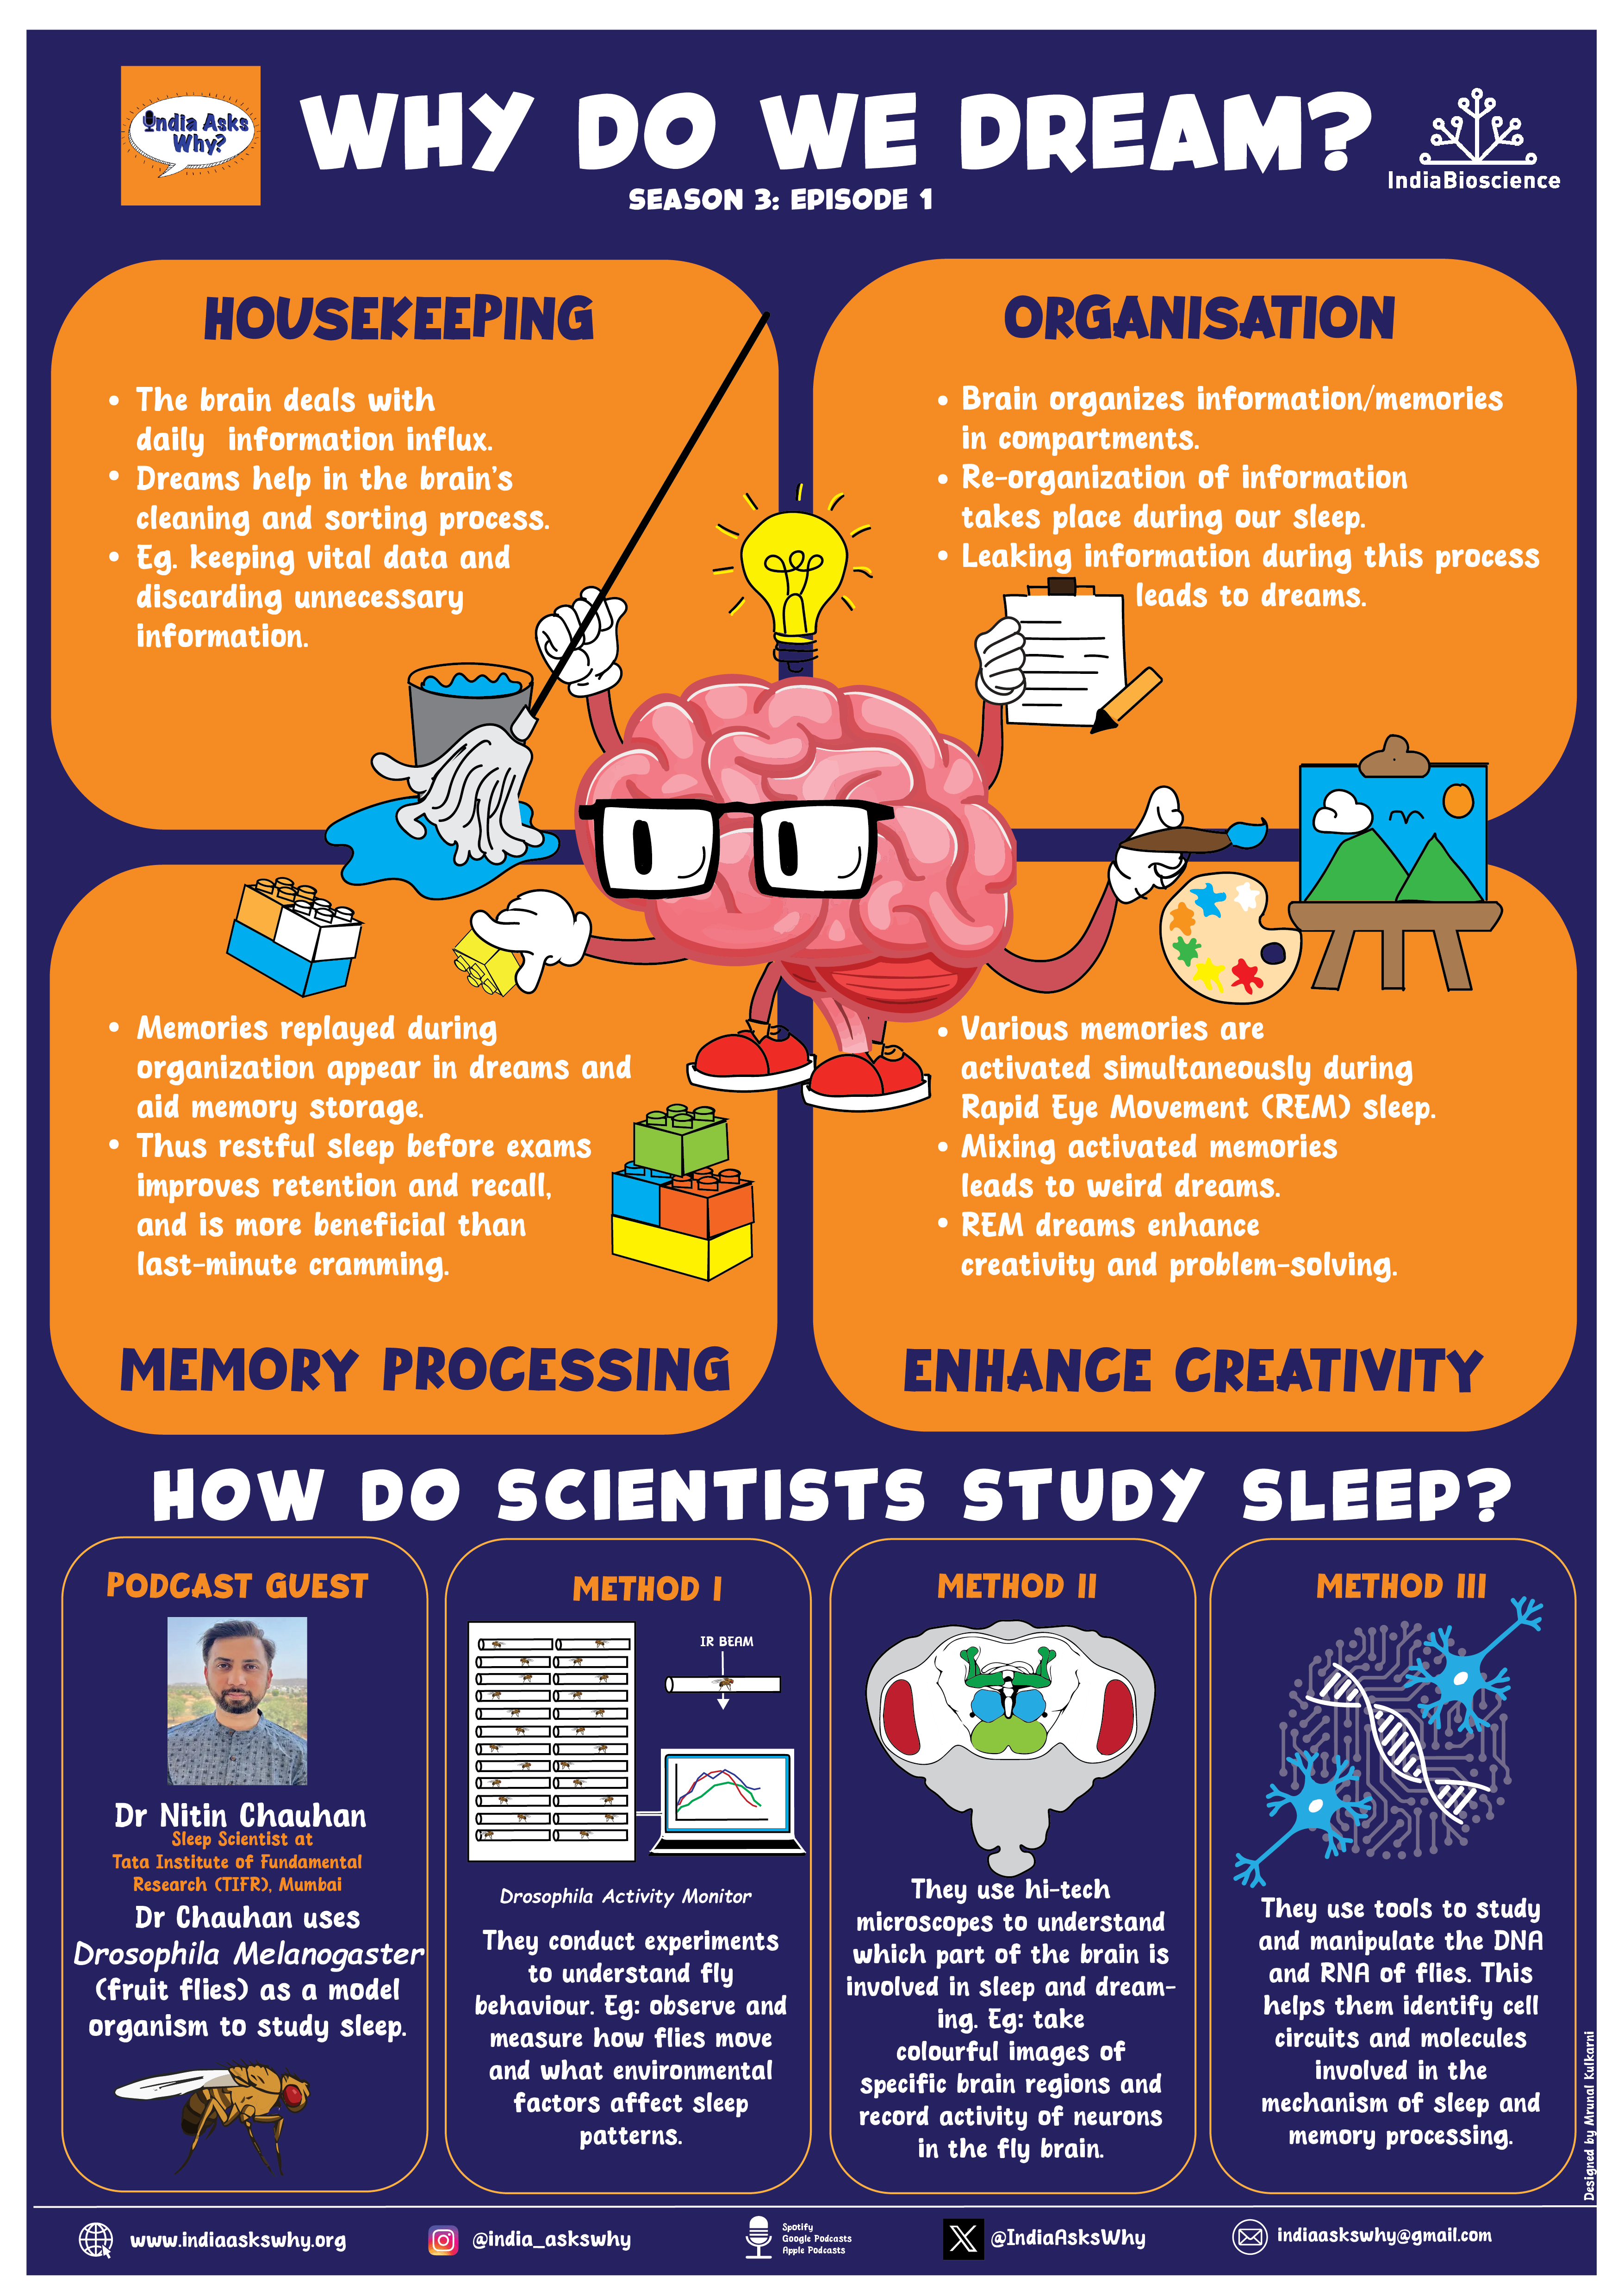 India Asks
Why?
WHY DO WE DREAM?
SEASON 3: EPISODE 1
IndiaBioscience
HOUSEKEEPING
• The brain deals with
daily information influx.
• Dreams help in the brain's
cleaning and sorting process.
• Eg. keeping vital data and
discarding unnecessary
information.
ORGANISATION
• Brain organizes information/memories
in compartments.
• Re-organization of information
takes place during our sleep.
• Leaking information during this process
leads to dreams.
• Memories replayed during
organization appear in dreams and
aid memory storage.
• Thus restful sleep before exams
improves retention and recall,
and is more beneficial than
last-minute cramming.
MEMORY PROCESSING
• Various memories are
activated simultaneously during
Rapid Eye Movement (REM) sleep.
• Mixing activated memories
leads to weird dreams.
• REM dreams enhance
creativity and problem-solving.
ENHANCE CREATIVITY
HOW DO SCIENTISTS STUDY SLEEP?
PODCAST GUEST
Dr Nitin Chauhan
Sleep Scientist at
Tata Institute of Fundamental
Research (TIFR), Mumbai
Dr Chauhan uses
Drosophila Melanogaster
(fruit flies) as a model
organism to study sleep.
METHOD I
IR BEAM
Drosophila Activity Monitor
They conduct experiments
to understand fly
behaviour. Eg: observe and
measure how flies move
and what environmental
factors affect sleep
patterns.
METHOD II
They use hi-tech
microscopes to understand
which part of the brain is
involved in sleep and dream-
ing. Eg: take
colourful images of
specific brain regions and
record activity of neurons
in the fly brain.
METHOD III
They use tools to study
and manipulate the DNA
and RNA of flies. This
helps them identify cell
circuits and molecules
involved in the
mechanism of sleep and
memory processing.
Designed by Mrunal Kulkarni
www.indiaaskswhy.org
@india_askswhy
Spotify
Google Podcasts
Apple Podcasts
@IndiaAsksWhy
indiaaskswhy@gmail.com